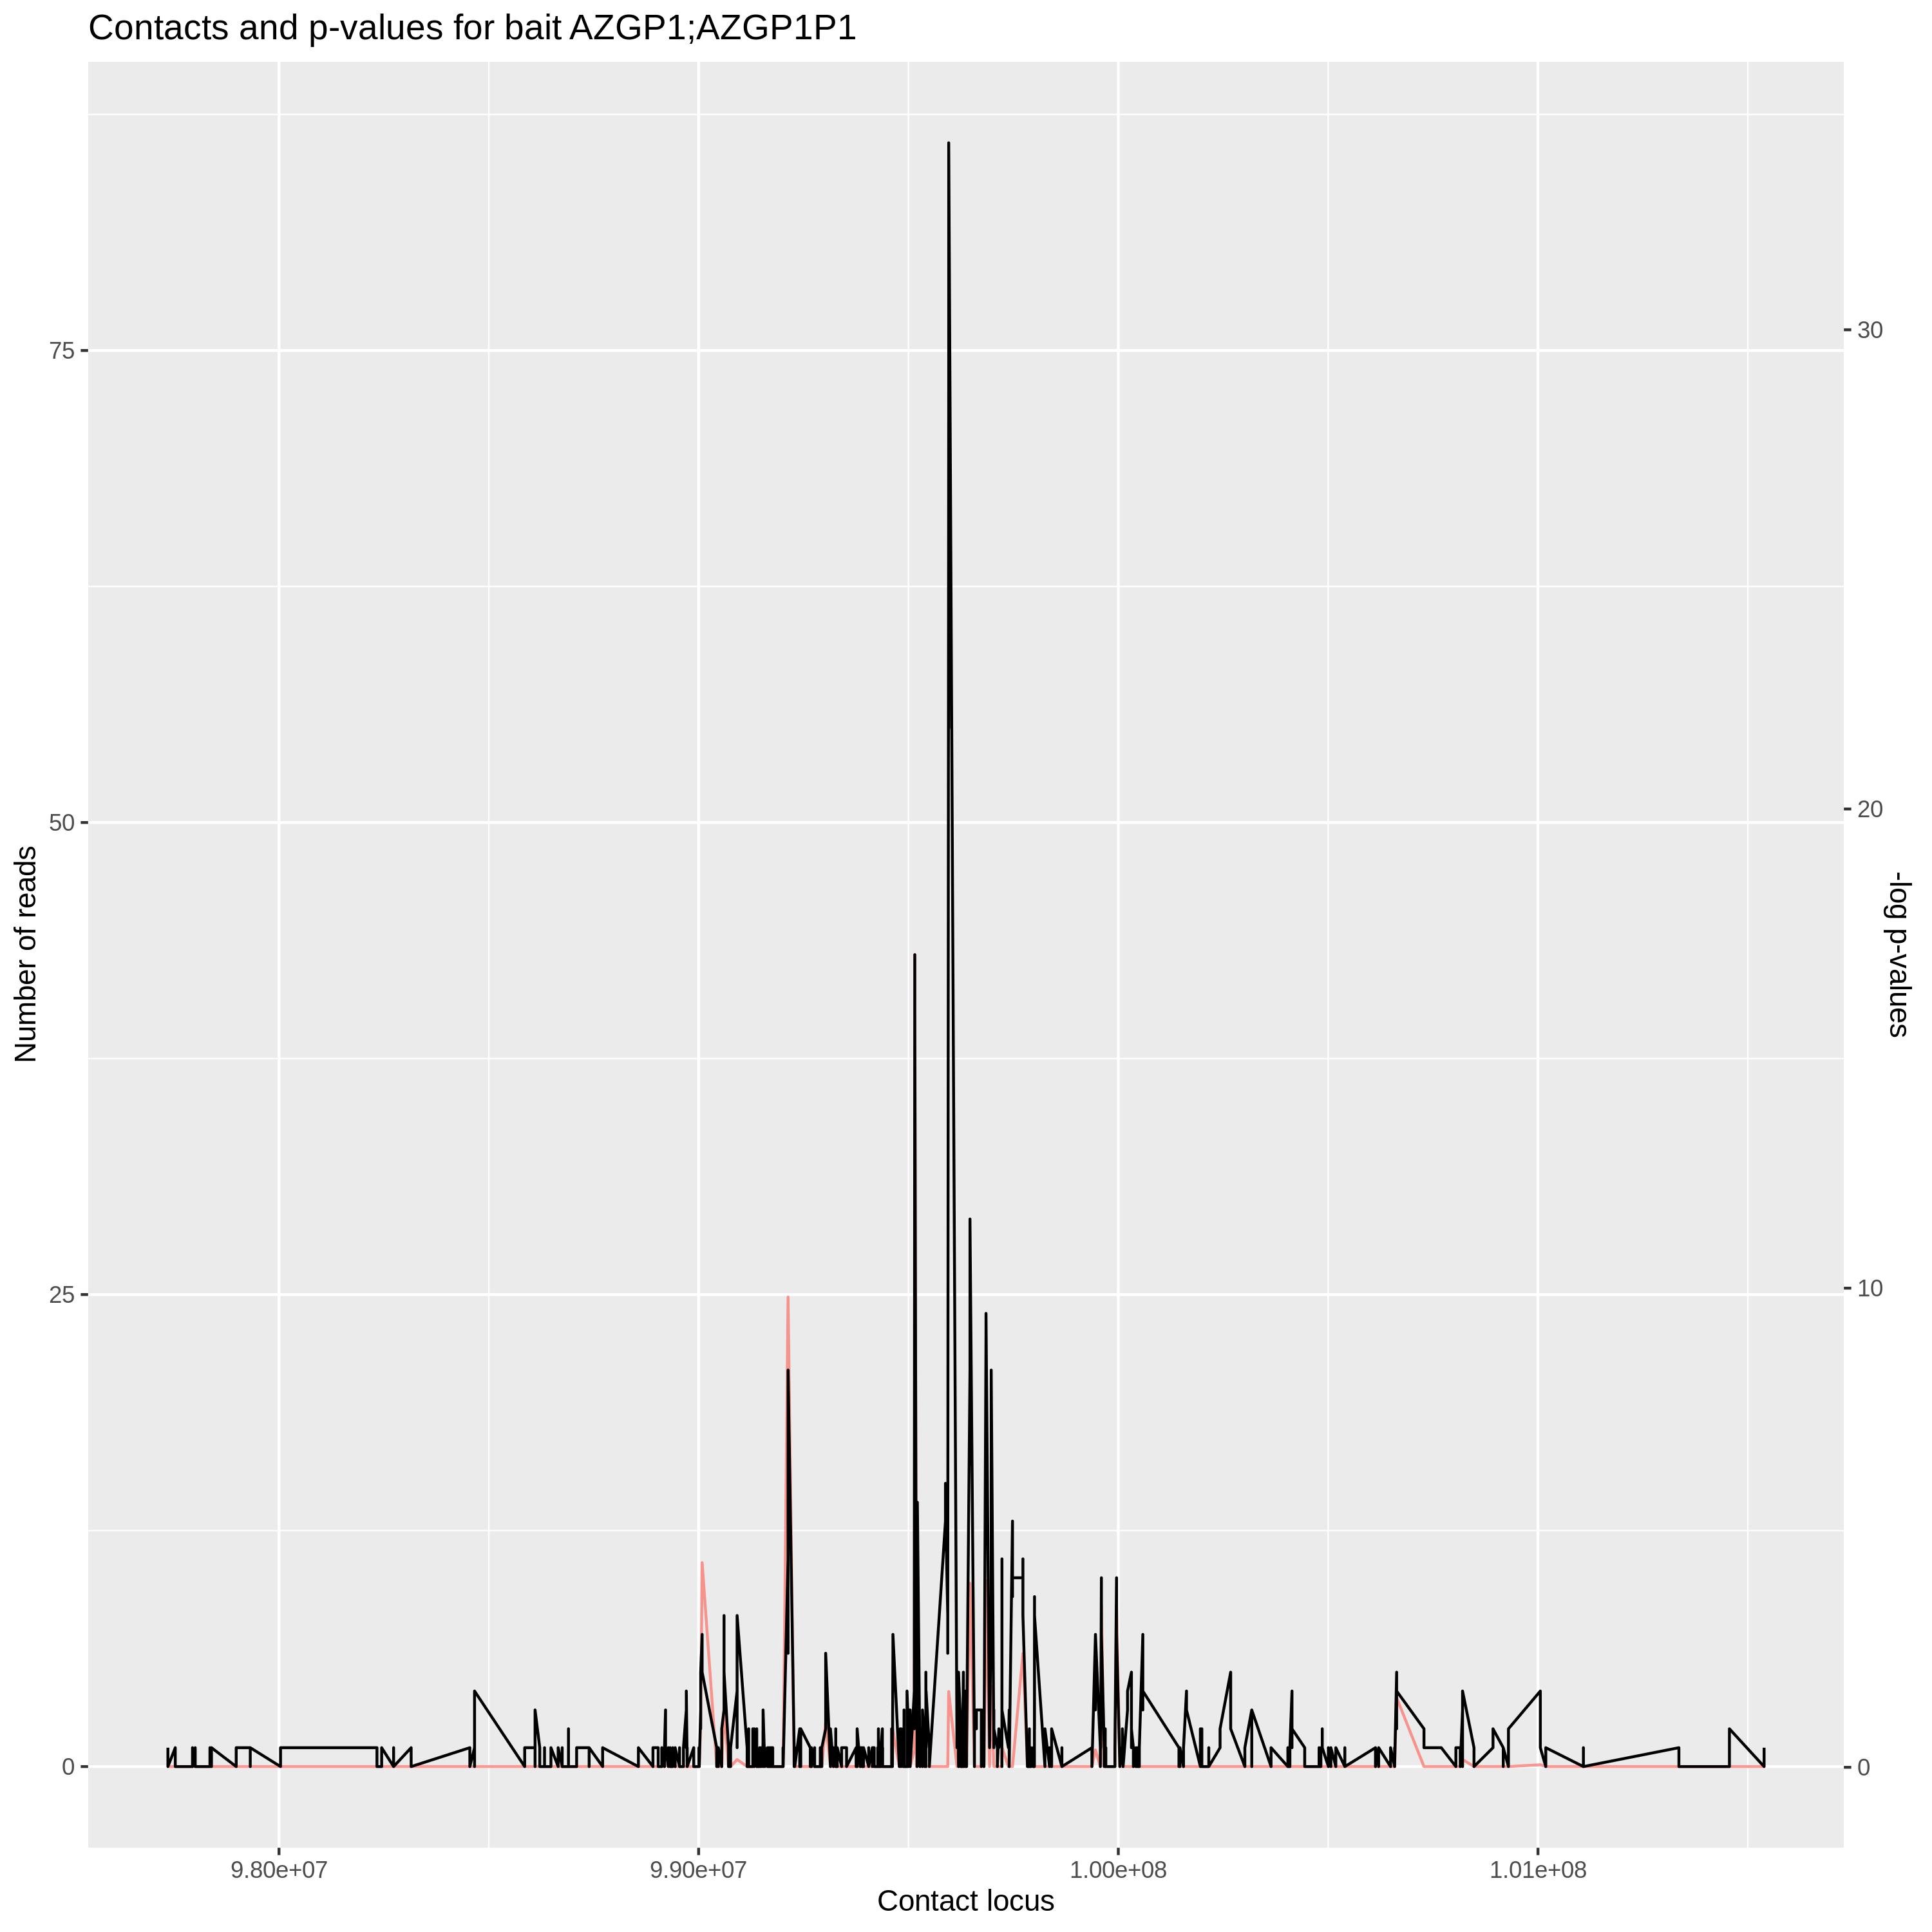 Contacts and p-values for bait AZGP1;AZGP1P1
75
50
25
0
30
20
10
0
Number of reads
-log p-values
9.80e+07
9.90e+07
1.00e+08
1.01e+08
Contact locus